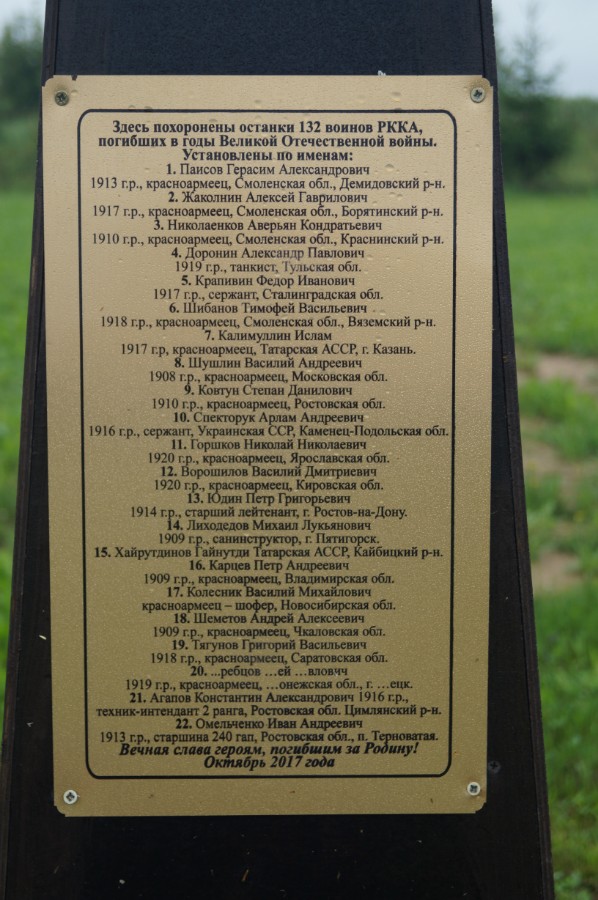 Здесь похоронены останки 132 воинов РККА,
погибших в годы Великой Отечественной войны.
Установлены по именам:
1. Паисов Герасим Александрович
1913 г.р., красноармеец, Смоленская обл., Демидовский р-н.
2. Жаколнин Алексей Гаврилович
1917 г.р., красноармеец, Смоленская обл., Борятинский р-н.
3. Николаенков Аверьян Кондратьевич
1910 г.р., красноармеец, Смоленская обл., Краснинский р-н.
4. Доронин Александр Павлович
1919 г.р., танкист, Тульская обл.
5. Крапивин Федор Иванович
1917 г.р., сержант, Сталинградская обл.
6. Шибанов Тимофей Васильевич
1918 г.р., красноармеец, Смоленская обл., Вяземский р-н.
7. Калимуллин Ислам
1917 г.р, красноармеец, Татарская АССР, г. Казань.
8. Шушлин Василий Андреевич
1908 г.р., красноармеец, Московская обл.
9. Ковтун Степан Данилович
1910 г.р., красноармеец, Ростовская обл.
10. Спекторук Арлам Андреевич
1916 г.р., сержант, Украинская ССР, Каменец-Подольская обл.
11. Горшков Николай Николаевич
1920 г.р., красноармеец, Ярославская обл.
12. Ворошилов Василий Дмитриевич
1920 г.р., красноармеец, Кировская обл.
13. Юдин Петр Григорьевич
1914 г.р., старший лейтенант, г. Ростов-на-Дону.
14. Лиходедов Михаил Лукьянович
1909 г.р., санинструктор, г. Пятигорск.
15. Хайрутдинов Гайнутди Татарская АССР, Кайбицкий р-н.
16. Карцев Петр Андреевич
1909 г.р., красноармеец, Владимирская обл.
17. Колесник Василий Михайлович
красноармеец – шофер, Новосибирская обл.
18. Шеметов Андрей Алексеевич
1909 г.р., красноармеец, Чкаловская обл.
19. Тягунов Григорий Васильевич
1918 г.р., красноармеец, Саратовская обл.
20. ...ребцов …ей …вловчч
1919 г.р., красноармеец, …онежская обл., г. …ецк.
21. Агапов Константин Александрович 1916 г.р.,
техник-интендант 2 ранга, Ростовская обл. Цимлянский р-н.
22. Омельченко Иван Андреевич
1913 г.р., старшина 240 гап, Ростовская обл., п. Терноватая.
Вечная слава героям, погибшим за Родину!
Октябрь 2017 года